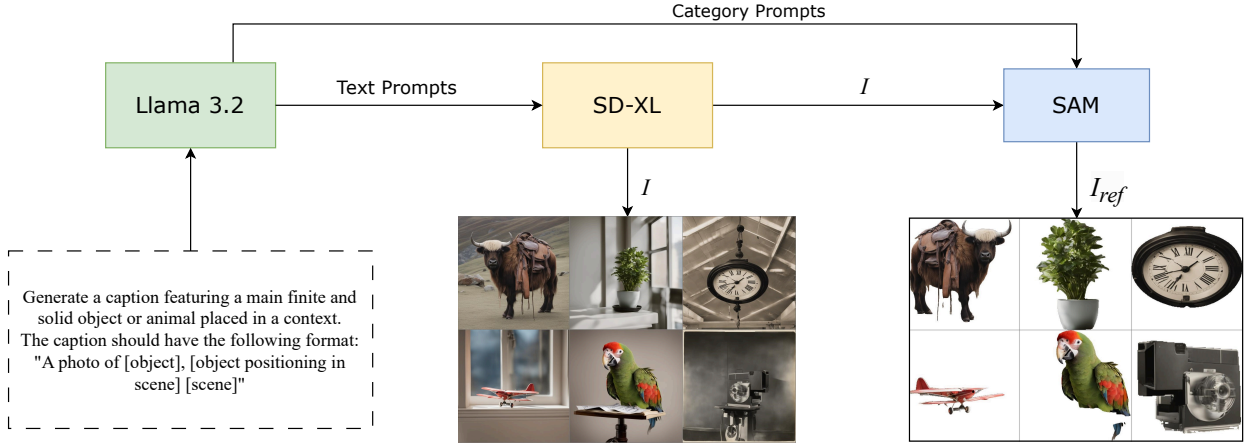 Category Prompts
Llama 3.2
Text Prompts
SD-XL
I
SAM
I
I_ref
Generate a caption featuring a main finite and
solid object or animal placed in a context.
The caption should have the following format:
"A photo of [object], [object positioning in
scene] [scene]"